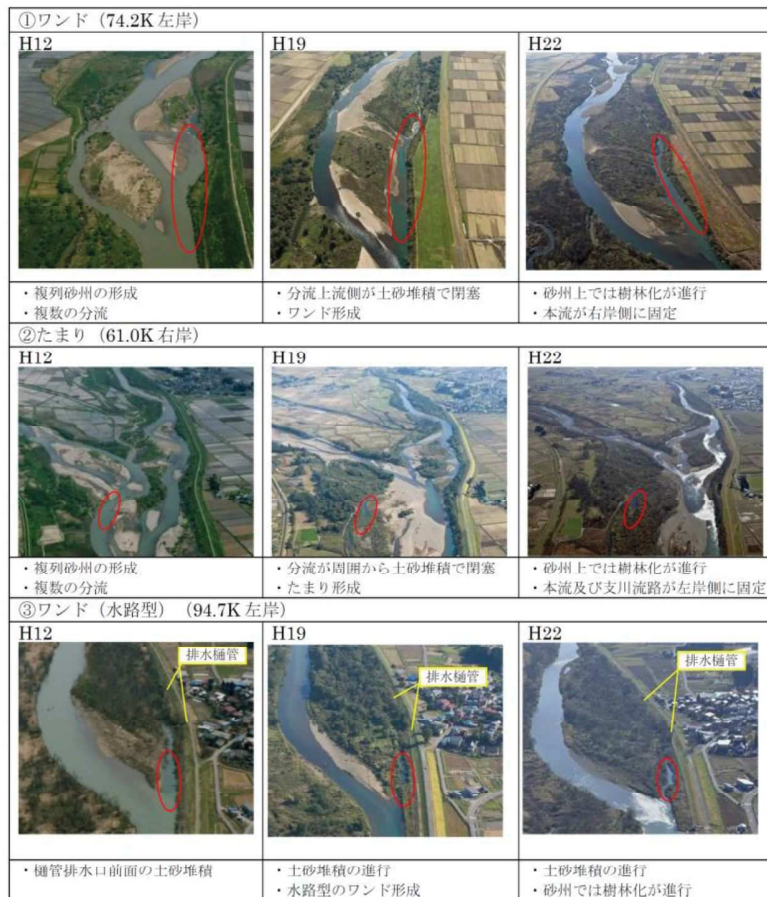 ①ワンド（74.2K 左岸）
H12
H19
H22
・複列砂州の形成
・複数の分流
・分流上流側が土砂堆積で閉塞
・ワンド形成
・砂州上では樹林化が進行
・本流が右岸側に固定
②たまり（61.0K 右岸）
H12
H19
H22
・複列砂州の形成
・複数の分流
・分流が周囲から土砂堆積で閉塞
・たまり形成
・砂州上では樹林化が進行
・本流及び支川流路が左岸側に固定
③ワンド（水路型）（94.7K 左岸）
H12
排水樋管
H19
排水樋管
H22
排水樋管
・樋管排水口前面の土砂堆積
・土砂堆積の進行
・水路型のワンド形成
・土砂堆積の進行
・砂州では樹林化が進行